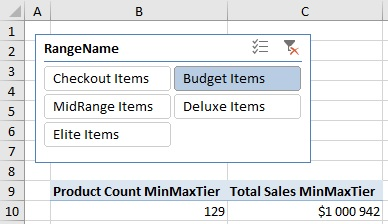 A B C
1
2 RangeName
3 Checkout Items Budget Items
4
5 MidRange Items Deluxe Items
6 Elite Items
7
8
9 Product Count MinMaxTier Total Sales MinMaxTier
10 129 $1 000 942